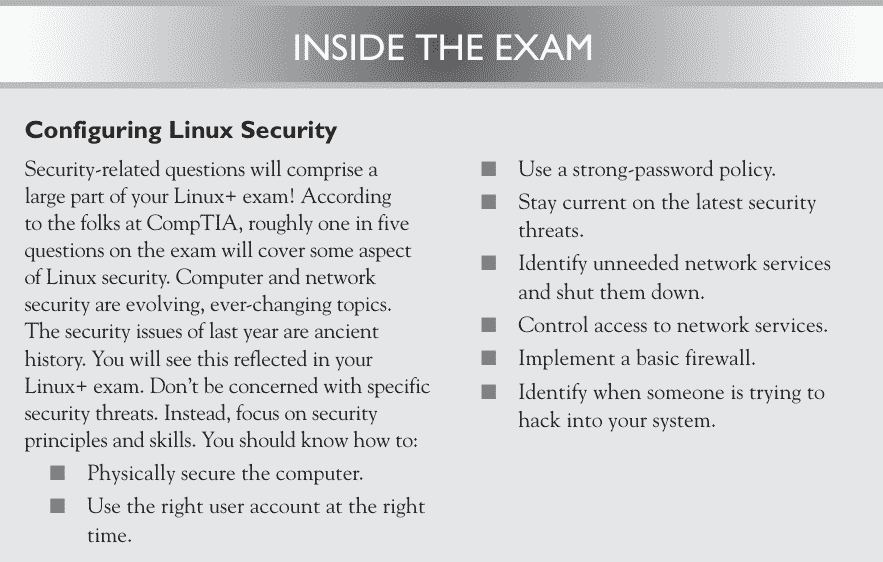 INSIDE THE EXAM
Configuring Linux Security
Security-related questions will comprise a
large part of your Linux+ exam! According
to the folks at CompTIA, roughly one in five
questions on the exam will cover some aspect
of Linux security. Computer and network
security are evolving, ever-changing topics.
The security issues of last year are ancient
history. You will see this reflected in your
Linux+ exam. Don't be concerned with specific
security threats. Instead, focus on security
principles and skills. You should know how to:
■ Physically secure the computer.
■ Use the right user account at the right
time.
■ Use a strong-password policy.
■ Stay current on the latest security
threats.
■ Identify unneeded network services
and shut them down.
■ Control access to network services.
■ Implement a basic firewall.
■ Identify when someone is trying to
hack into your system.